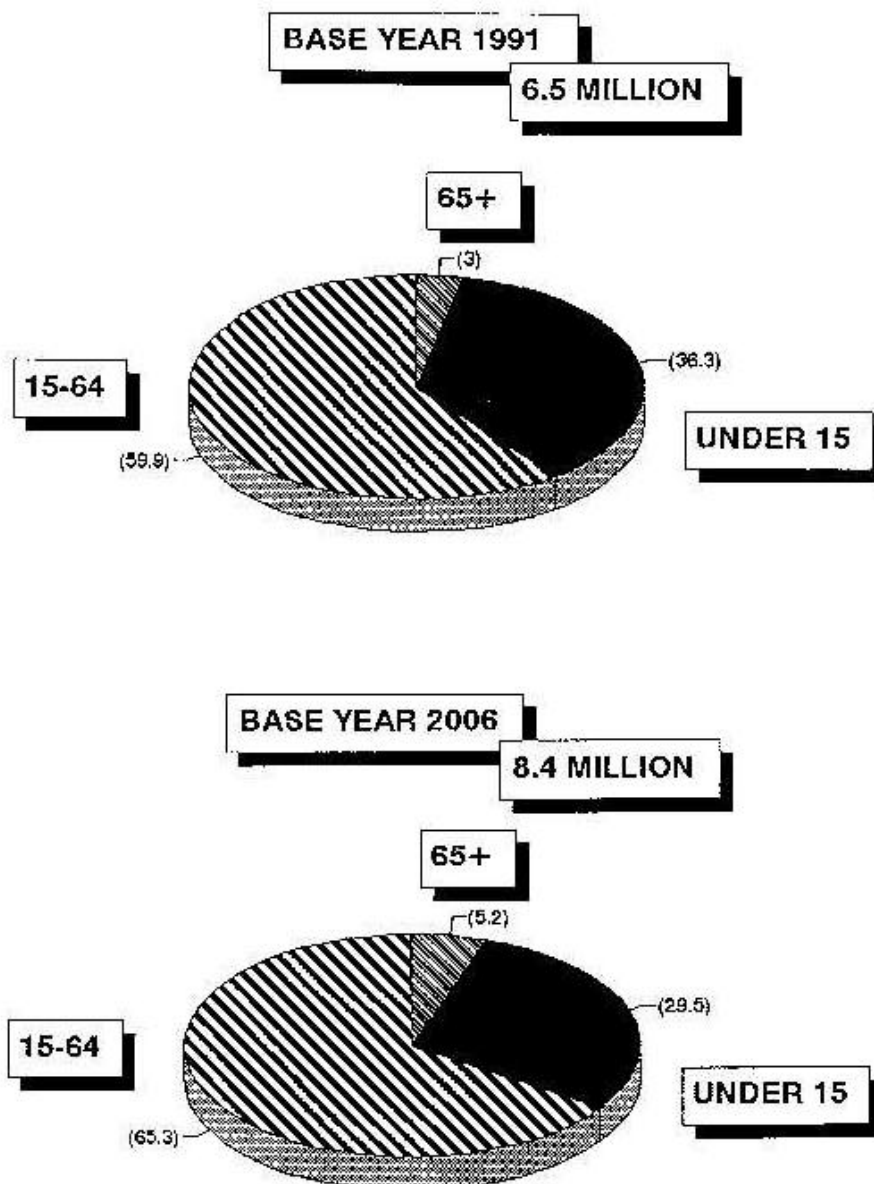 BASE YEAR 1991
6.5 MILLION
65+
(3)
(36.3)
15-64
UNDER 15
(59.9)
BASE YEAR 2006
8.4 MILLION
65+
(5.2)
(29.5)
15-64
UNDER 15
(65.3)